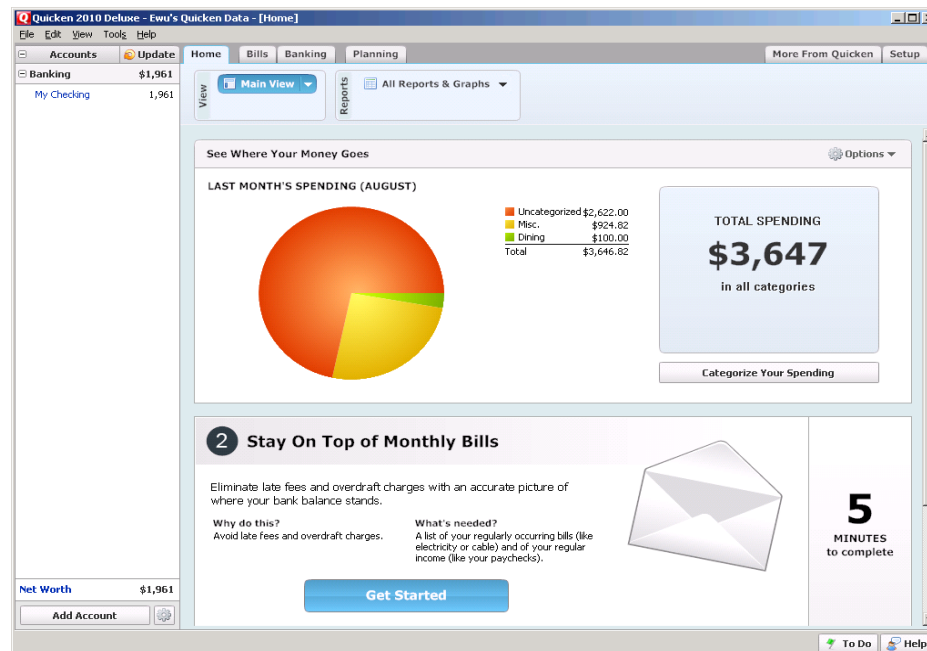 Quicken 2010 Deluxe - Ewu's Quicken Data - [Home]
File Edit View Tools Help
Accounts Update Home Bills Banking Planning More From Quicken Setup
Banking $1,961
My Checking 1,961
View Main View Reports All Reports & Graphs
See Where Your Money Goes Options
LAST MONTH'S SPENDING (AUGUST)
Uncategorized $2,622.00
Misc. $924.82
Dining $100.00
Total $3,646.82
TOTAL SPENDING
$3,647
in all categories
Categorize Your Spending
2 Stay On Top of Monthly Bills
Eliminate late fees and overdraft charges with an accurate picture of
where your bank balance stands.
Why do this?
Avoid late fees and overdraft charges.
What's needed?
A list of your regularly occurring bills (like
electricity or cable) and of your regular
income (like your paychecks).
5
MINUTES
to complete
Get Started
Net Worth $1,961
Add Account
To Do Help